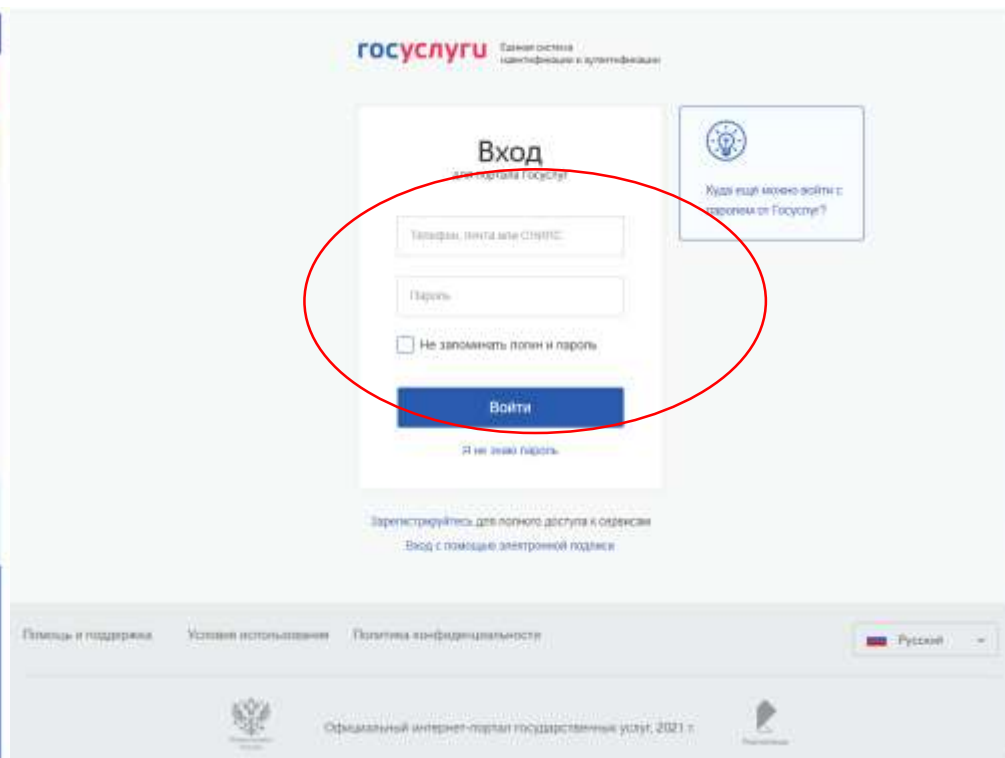 госуслуги
Единая система
идентификации и аутентификации
Вход
для портала Госуслуг
Куда ещё можно войти с
паролем от Госуслуг?
Телефон, почта или СНИЛС
Пароль
Не запоминать логин и пароль
Войти
Я не знаю пароль
Зарегистрируйтесь для полного доступа к сервисам
Вход с помощью электронной подписи
Помощь и поддержка
Условия использования
Политика конфиденциальности
Русский
Официальный интернет-портал государственных услуг, 2021 г.